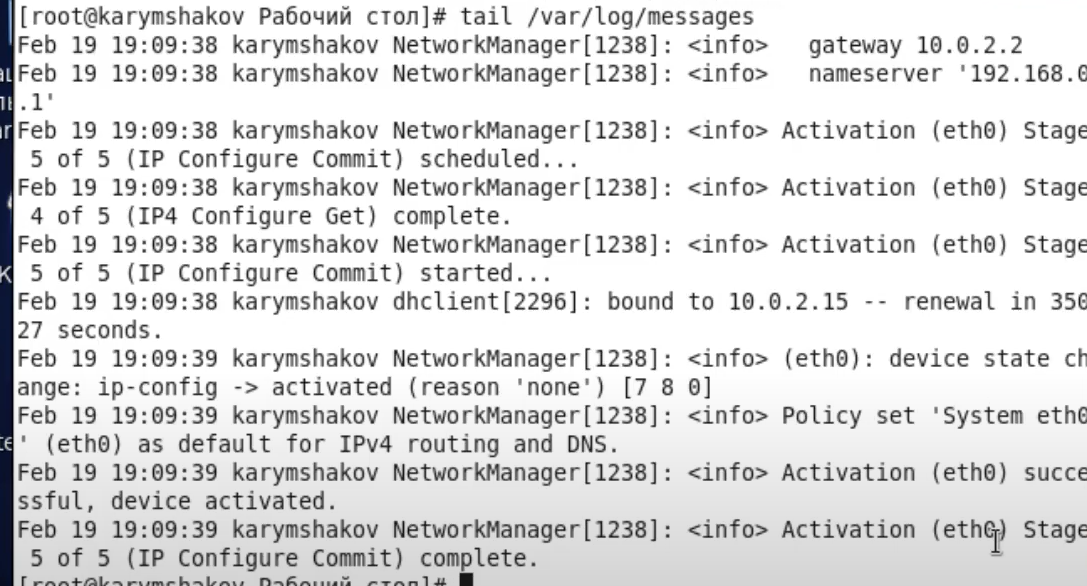 [root@karymshakov Рабочий стол]# tail /var/log/messages
Feb 19 19:09:38 karymshakov NetworkManager[1238]: <info>   gateway 10.0.2.2
Feb 19 19:09:38 karymshakov NetworkManager[1238]: <info>   nameserver '192.168.0
.1'
Feb 19 19:09:38 karymshakov NetworkManager[1238]: <info> Activation (eth0) Stage
 5 of 5 (IP Configure Commit) scheduled...
Feb 19 19:09:38 karymshakov NetworkManager[1238]: <info> Activation (eth0) Stage
 4 of 5 (IP4 Configure Get) complete.
Feb 19 19:09:38 karymshakov NetworkManager[1238]: <info> Activation (eth0) Stage
 5 of 5 (IP Configure Commit) started...
Feb 19 19:09:38 karymshakov dhclient[2296]: bound to 10.0.2.15 -- renewal in 350
27 seconds.
Feb 19 19:09:39 karymshakov NetworkManager[1238]: <info> (eth0): device state ch
ange: ip-config -> activated (reason 'none') [7 8 0]
Feb 19 19:09:39 karymshakov NetworkManager[1238]: <info> Policy set 'System eth0
' (eth0) as default for IPv4 routing and DNS.
Feb 19 19:09:39 karymshakov NetworkManager[1238]: <info> Activation (eth0) succe
ssful, device activated.
Feb 19 19:09:39 karymshakov NetworkManager[1238]: <info> Activation (eth0) Stage
 5 of 5 (IP Configure Commit) complete.
[root@karymshakov Рабочий стол]#